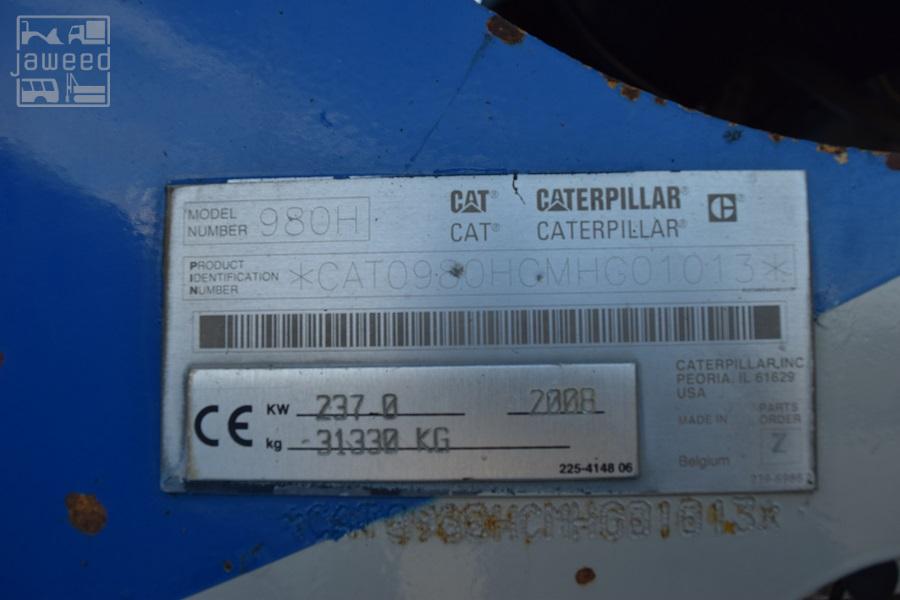 jaweed
MODEL NUMBER 980H
CAT® CATERPILLAR®
CAT® CATERPILLAR®
PRODUCT IDENTIFICATION NUMBER *CAT0980HCMHG01013*
CATERPILLAR, INC
PEORIA, IL 61629
USA
MADE IN Belgium
PARTS ORDER Z
CE
KW 237.0 2008
kg 31330 KG
225-4148 06
*CAT0980HCMHG01013*